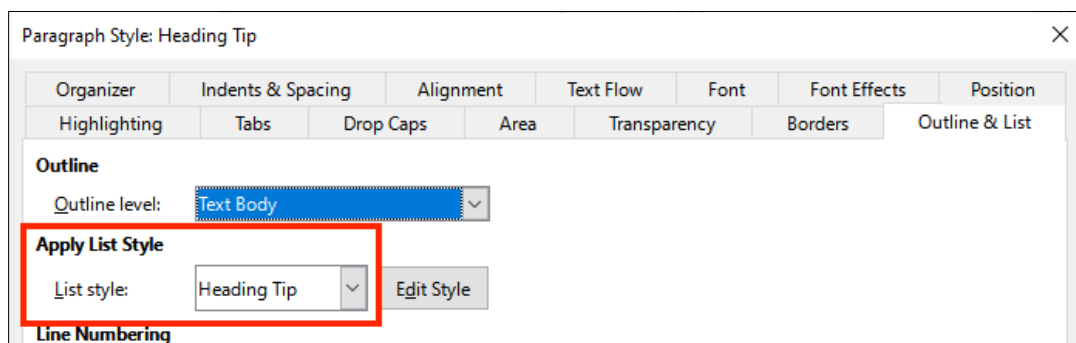 Paragraph Style: Heading Tip
Organizer Indents & Spacing Alignment Text Flow Font Font Effects Position
Highlighting Tabs Drop Caps Area Transparency Borders Outline & List
Outline
Outline level: Text Body
Apply List Style
List style: Heading Tip Edit Style
Line Numbering